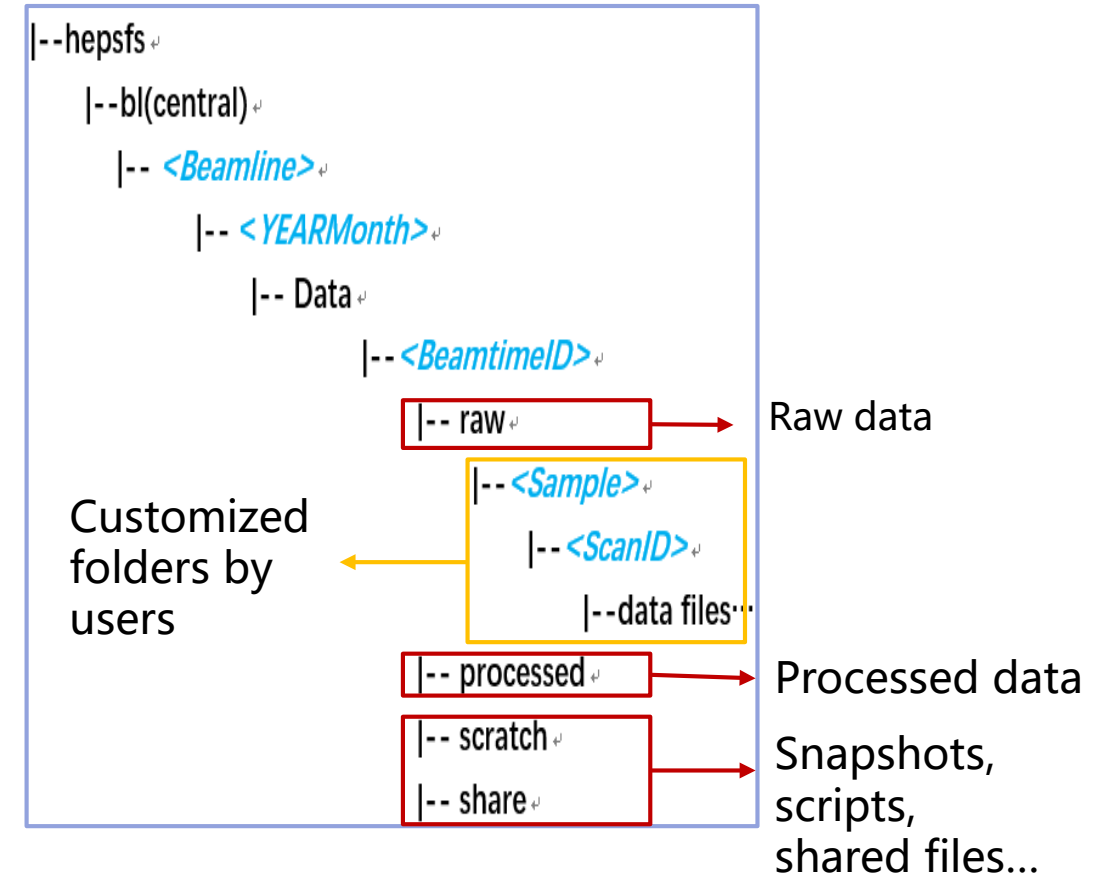 |--hepsfs
|--bl(central)
|-- <Beamline>
|-- <YEARMonth>
|-- Data
|--<BeamtimeID>
|-- raw
Raw data
|--<Sample>
|--<ScanID>
|--data files…
Customized
folders by
users
|-- processed
Processed data
|-- scratch
|-- share
Snapshots,
scripts,
shared files…